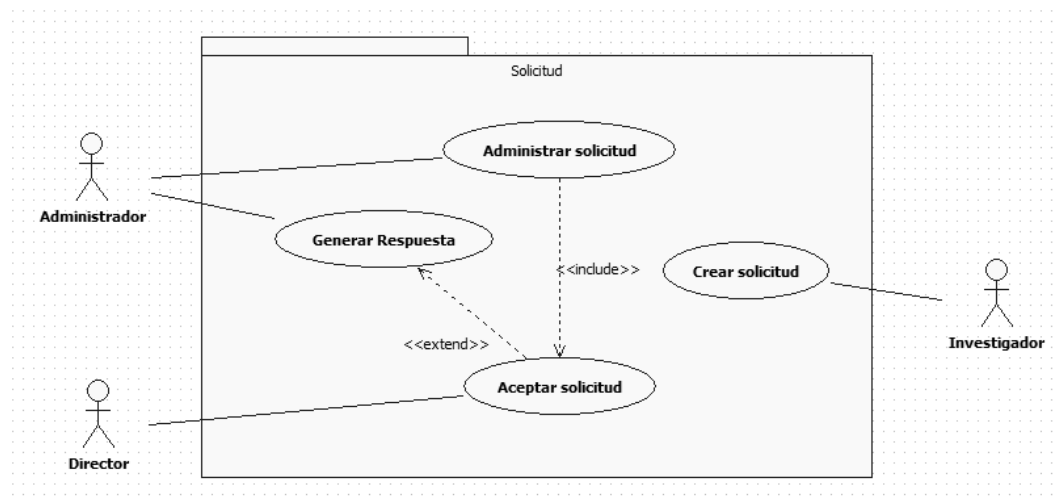 Solicitud
Administrar solicitud
Administrador
Generar Respuesta
<<include>>
Crear solicitud
Investigador
<<extend>>
Aceptar solicitud
Director